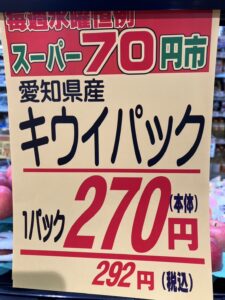 毎週水曜恒例
スーパー70円市
愛知県産
キウイパック
1パック 270円(本体)
292円(税込)